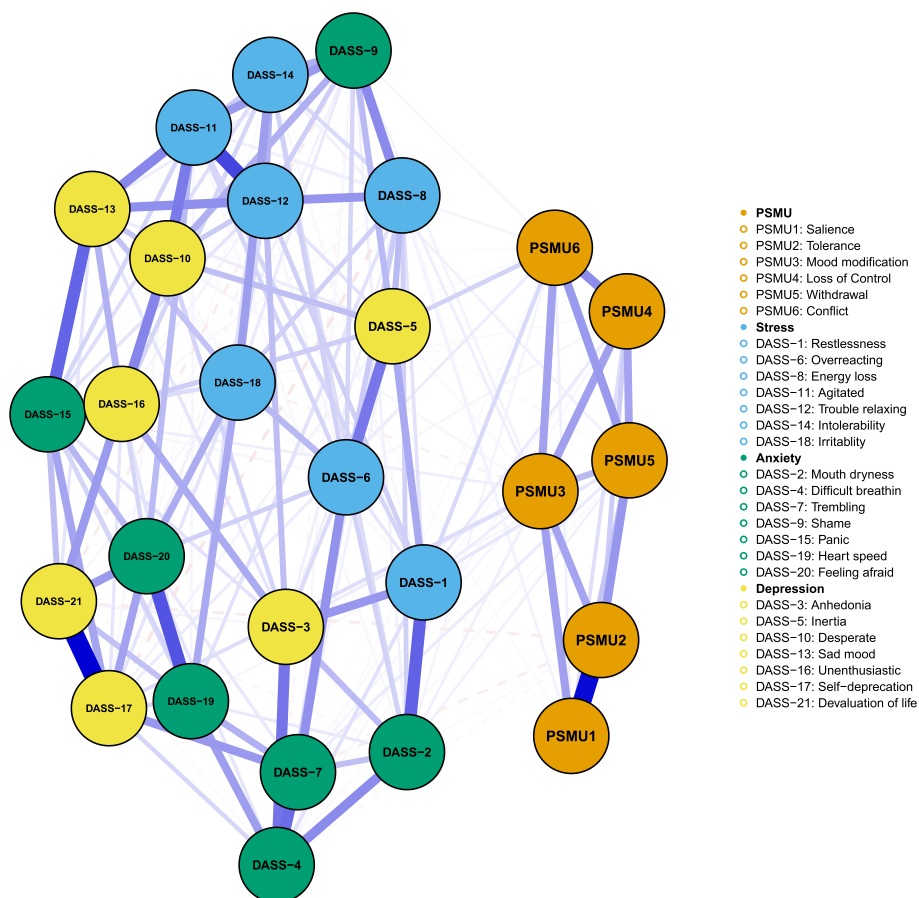 DASS−9
DASS−14
DASS−11
DASS−8
DASS−12
DASS−13
PSMU6
DASS−10
PSMU4
DASS−5
DASS−18
DASS−16
DASS−15
PSMU5
DASS−6
PSMU3
DASS−20
DASS−1
DASS−21
DASS−3
PSMU2
DASS−19
DASS−17
PSMU1
DASS−2
DASS−7
DASS−4
PSMU
PSMU1: Salience
PSMU2: Tolerance
PSMU3: Mood modification
PSMU4: Loss of Control
PSMU5: Withdrawal
PSMU6: Conflict
Stress
DASS−1: Restlessness
DASS−6: Overreacting
DASS−8: Energy loss
DASS−11: Agitated
DASS−12: Trouble relaxing
DASS−14: Intolerability
DASS−18: Irritablity
Anxiety
DASS−2: Mouth dryness
DASS−4: Difficult breathin
DASS−7: Trembling
DASS−9: Shame
DASS−15: Panic
DASS−19: Heart speed
DASS−20: Feeling afraid
Depression
DASS−3: Anhedonia
DASS−5: Inertia
DASS−10: Desperate
DASS−13: Sad mood
DASS−16: Unenthusiastic
DASS−17: Self−deprecation
DASS−21: Devaluation of life